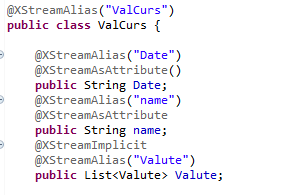 @XStreamAlias("ValCurs")
public class ValCurs {
@XStreamAlias("Date")
@XStreamAsAttribute()
public String Date;
@XStreamAlias("name")
@XStreamAsAttribute
public String name;
@XStreamImplicit
@XStreamAlias("Valute")
public List<Valute> Valute;